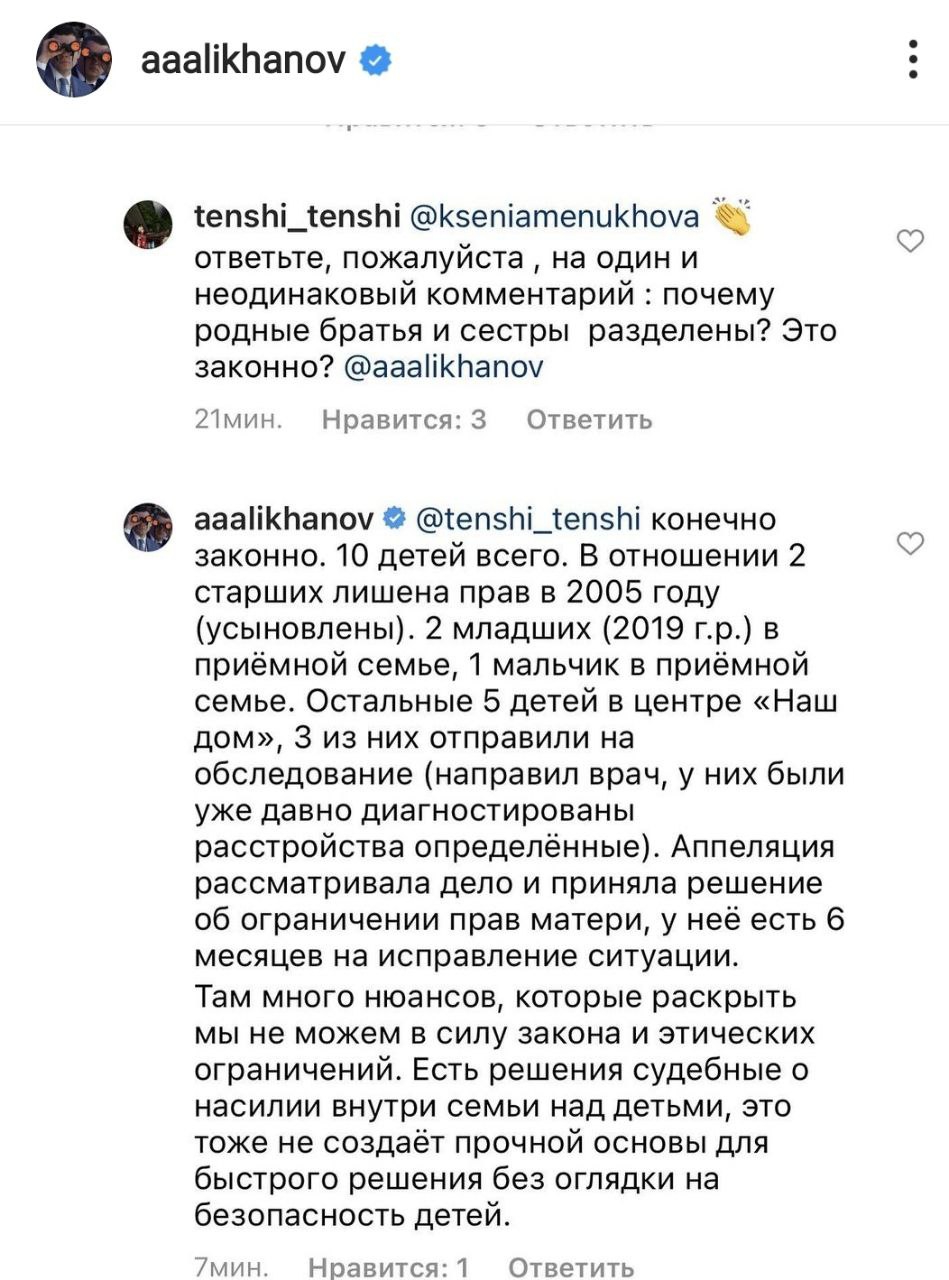 aaalikhanov
tenshi_tenshi @kseniamenukhova 👏
ответьте, пожалуйста , на один и
неодинаковый комментарий : почему
родные братья и сестры  разделены? Это
законно? @aaalikhanov
21мин. Нравится: 3 Ответить
aaalikhanov @tenshi_tenshi конечно
законно. 10 детей всего. В отношении 2
старших лишена прав в 2005 году
(усыновлены). 2 младших (2019 г.р.) в
приёмной семье, 1 мальчик в приёмной
семье. Остальные 5 детей в центре «Наш
дом», 3 из них отправили на
обследование (направил врач, у них были
уже давно диагностированы
расстройства определённые). Аппеляция
рассматривала дело и приняла решение
об ограничении прав матери, у неё есть 6
месяцев на исправление ситуации.
Там много нюансов, которые раскрыть
мы не можем в силу закона и этических
ограничений. Есть решения судебные о
насилии внутри семьи над детьми, это
тоже не создаёт прочной основы для
быстрого решения без оглядки на
безопасность детей.
7мин. Нравится: 1 Ответить